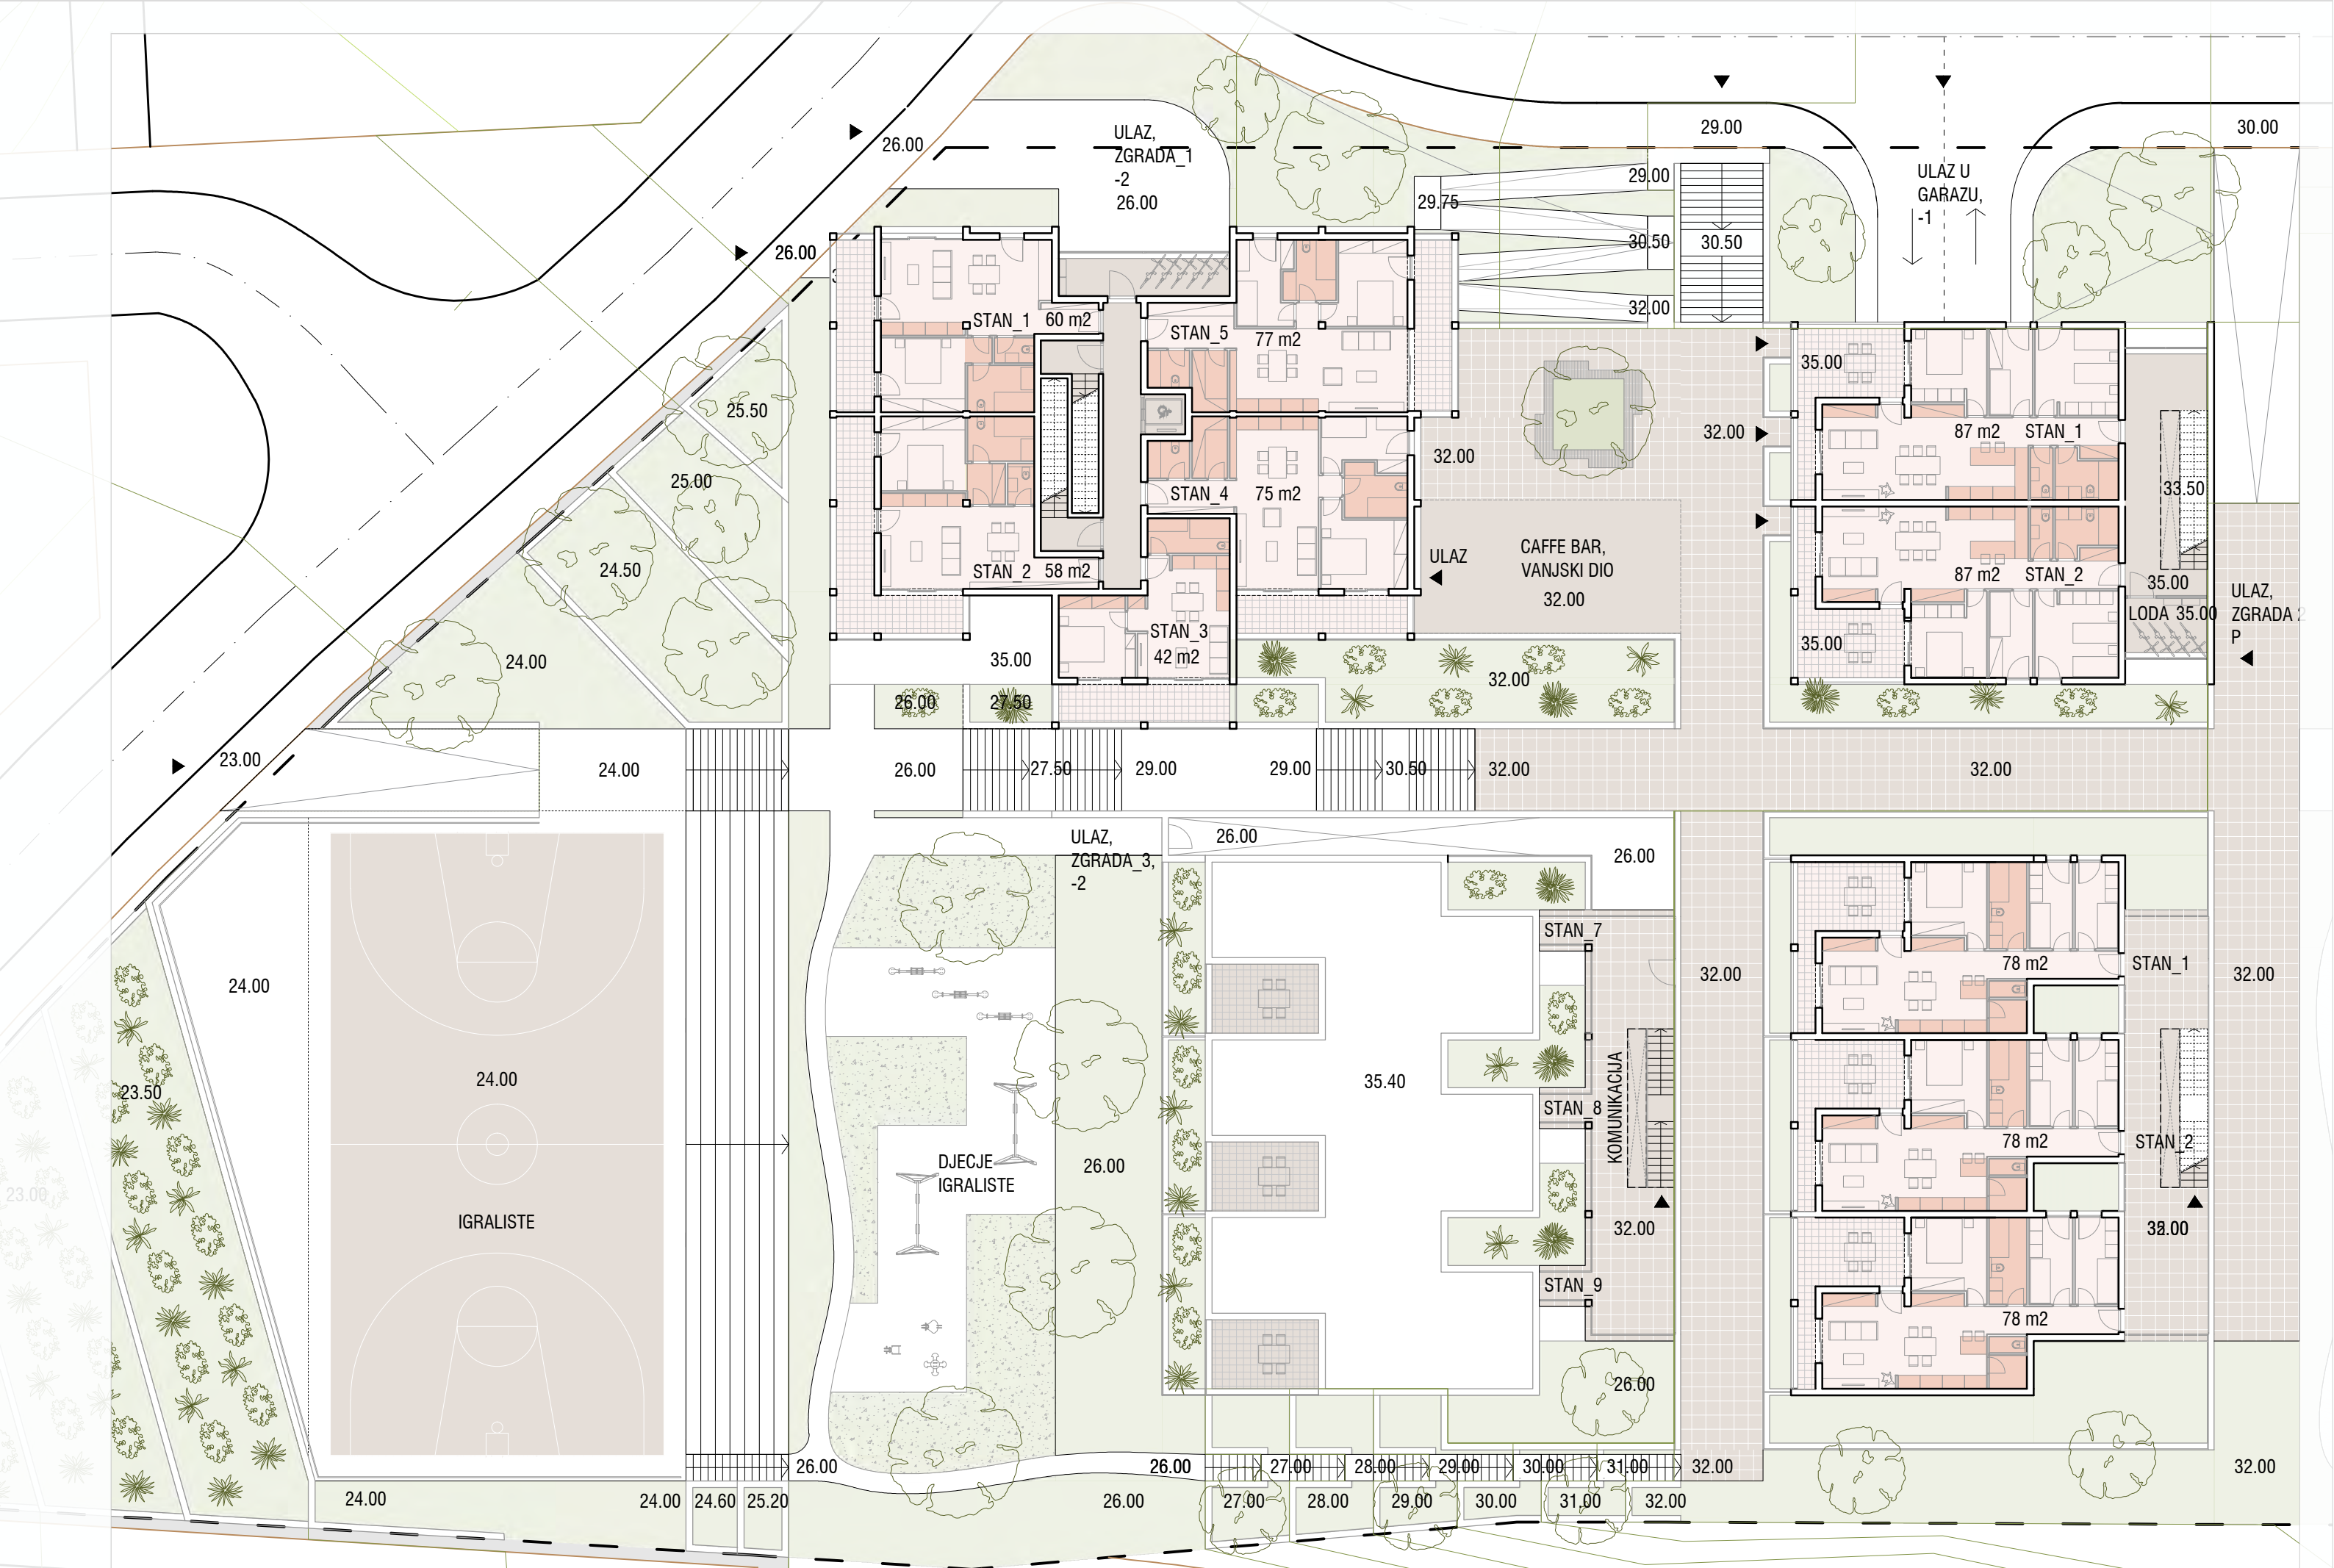 ULAZ,
ZGRADA_1
-2
26.00
26.00
26.00
29.00
30.00
ULAZ U
GARAZU,
-1
29.00
29.75
30.50
30.50
32.00
STAN_1
60 m2
STAN_5
77 m2
35.00
25.50
32.00
87 m2
STAN_1
32.00
25.00
STAN_4
75 m2
33.50
ULAZ
CAFFE BAR,
VANJSKI DIO
32.00
24.50
STAN_2
58 m2
87 m2
STAN_2
35.00
ULAZ,
ZGRADA 2
P
LODA 35.00
STAN_3
42 m2
35.00
24.00
35.00
32.00
26.00
27.50
23.00
24.00
26.00
27.50
29.00
29.00
30.50
32.00
32.00
ULAZ,
ZGRADA_3,
-2
26.00
26.00
STAN_7
24.00
32.00
78 m2
STAN_1
32.00
24.00
35.40
23.50
KOMUNIKACIJA
STAN_8
78 m2
STAN_2
DJECJE
IGRALISTE
26.00
23.00
IGRALISTE
32.00
STAN_9
78 m2
26.00
26.00
26.00
27.00
28.00
29.00
30.00
31.00
32.00
32.00
24.00
24.00
24.60
25.20
26.00
27.00
28.00
29.00
30.00
31.00
32.00